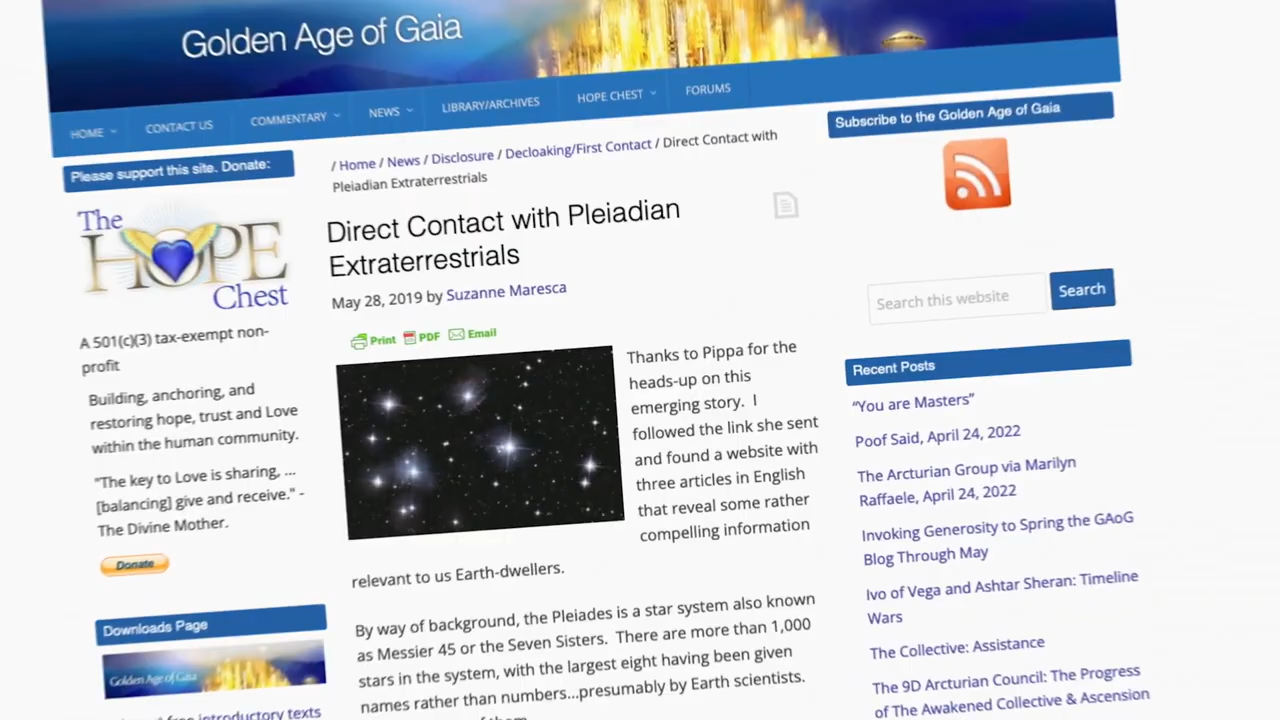 Golden Age of Gaia
HOME
CONTACT US
COMMENTARY
NEWS
LIBRARY/ARCHIVES
HOPE CHEST
FORUMS
Please support this site. Donate:
The
HOPE
Chest
A 501(c)(3) tax-exempt non-
profit
Building, anchoring, and
restoring hope, trust and Love
within the human community.
"The key to Love is sharing, ...
[balancing] give and receive." -
The Divine Mother.
Donate
Downloads Page
Golden Age of Gaia
free introductory texts
/ Home / News / Disclosure / Decloaking/First Contact / Direct Contact with
Pleiadian Extraterrestrials
Direct Contact with Pleiadian
Extraterrestrials
May 28, 2019 by Suzanne Maresca
Print PDF Email
Thanks to Pippa for the
heads-up on this
emerging story. I
followed the link she sent
and found a website with
three articles in English
that reveal some rather
compelling information
relevant to us Earth-dwellers.
By way of background, the Pleiades is a star system also known
as Messier 45 or the Seven Sisters. There are more than 1,000
stars in the system, with the largest eight having been given
names rather than numbers...presumably by Earth scientists.
Subscribe to the Golden Age of Gaia
Search this website
Search
Recent Posts
“You are Masters”
Poof Said, April 24, 2022
The Arcturian Group via Marilyn
Raffaele, April 24, 2022
Invoking Generosity to Spring the GAoG
Blog Through May
Ivo of Vega and Ashtar Sheran: Timeline
Wars
The Collective: Assistance
The 9D Arcturian Council: The Progress
of The Awakened Collective & Ascension